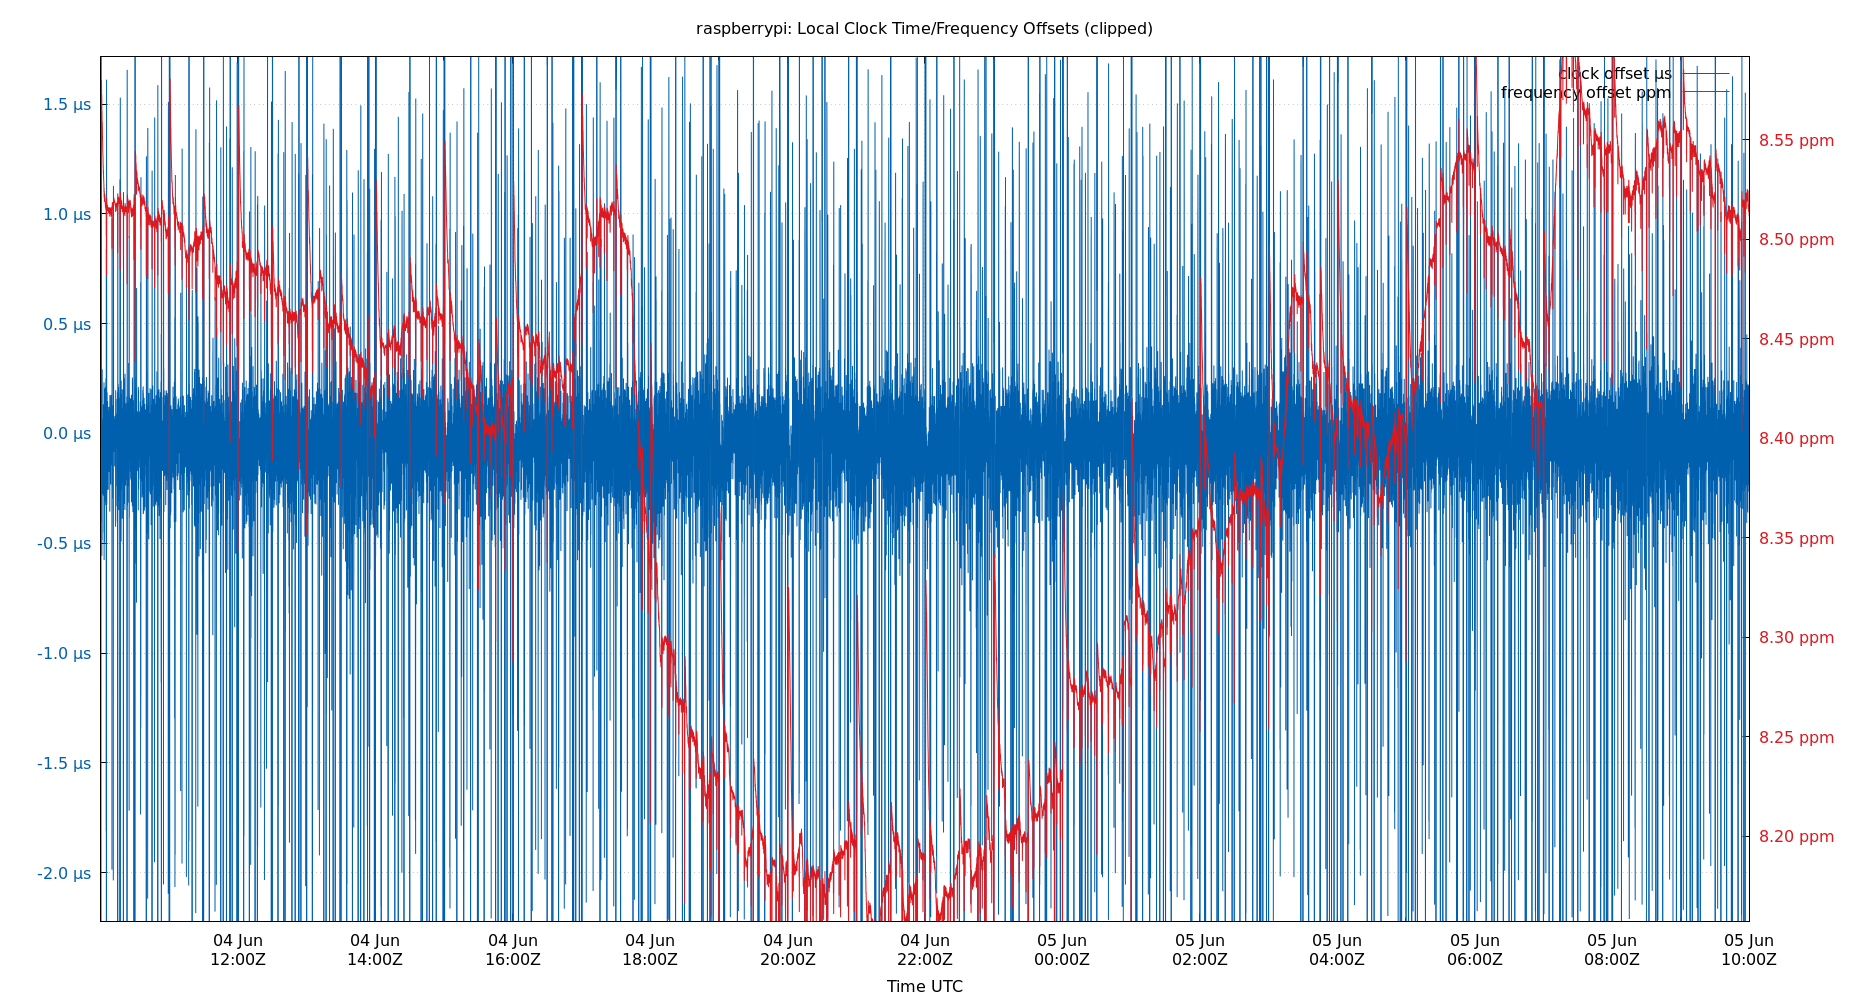 raspberrypi: Local Clock Time/Frequency Offsets (clipped)
clock offset µs
frequency offset ppm
1.5 µs
1.0 µs
0.5 µs
0.0 µs
-0.5 µs
-1.0 µs
-1.5 µs
-2.0 µs
8.55 ppm
8.50 ppm
8.45 ppm
8.40 ppm
8.35 ppm
8.30 ppm
8.25 ppm
8.20 ppm
04 Jun 04 Jun 04 Jun 04 Jun 04 Jun 04 Jun 05 Jun 05 Jun 05 Jun 05 Jun 05 Jun 05 Jun
12:00Z 14:00Z 16:00Z 18:00Z 20:00Z 22:00Z 00:00Z 02:00Z 04:00Z 06:00Z 08:00Z 10:00Z
Time UTC